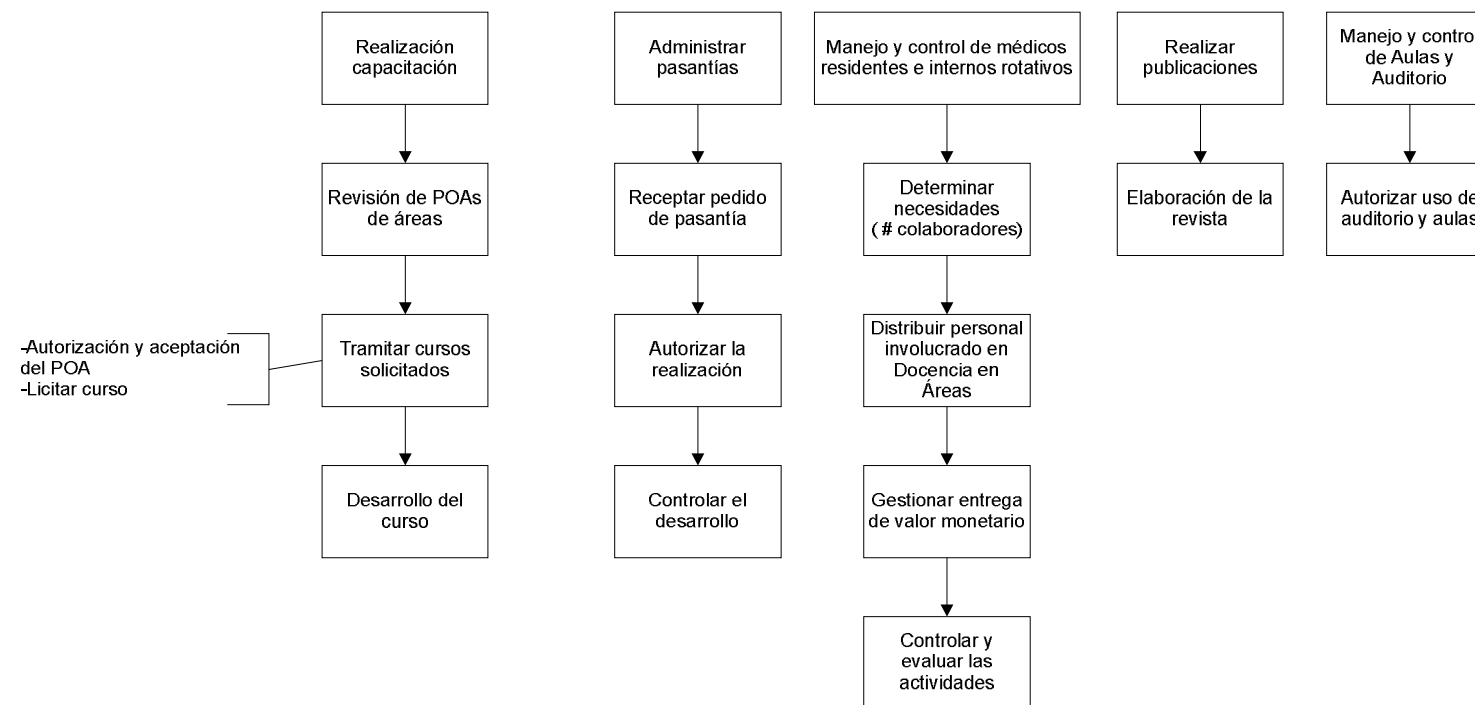 Realización
capacitación
Administrar
pasantías
Manejo y control de médicos
residentes e internos rotativos
Realizar
publicaciones
Manejo y control
de Aulas y
Auditorio
Revisión de POAs
de áreas
Receptar pedido
de pasantía
Determinar
necesidades
( # colaboradores)
Elaboración de la
revista
Autorizar uso de
auditorio y aulas
-Autorización y aceptación
del POA
-Licitar curso
Tramitar cursos
solicitados
Autorizar la
realización
Distribuir personal
involucrado en
Docencia en
Áreas
Desarrollo del
curso
Controlar el
desarrollo
Gestionar entrega
de valor monetario
Controlar y
evaluar las
actividades